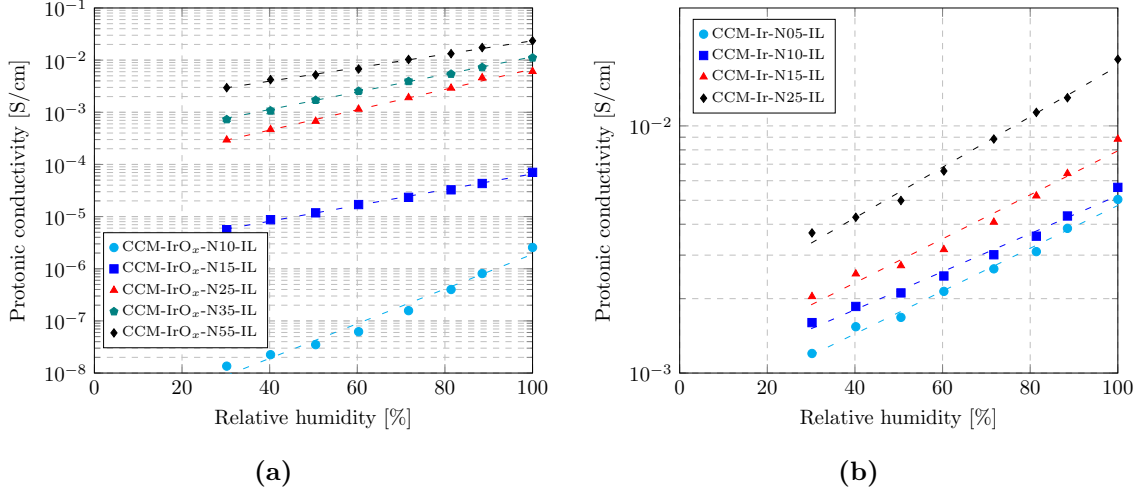 Protonic conductivity [S/cm]
10⁻¹
10⁻²
10⁻³
10⁻⁴
10⁻⁵
10⁻⁶
10⁻⁷
10⁻⁸
CCM-IrOₓ-N10-IL
CCM-IrOₓ-N15-IL
CCM-IrOₓ-N25-IL
CCM-IrOₓ-N35-IL
CCM-IrOₓ-N55-IL
0 20 40 60 80 100
Relative humidity [%]
(a)
Protonic conductivity [S/cm]
10⁻²
10⁻³
CCM-Ir-N05-IL
CCM-Ir-N10-IL
CCM-Ir-N15-IL
CCM-Ir-N25-IL
0 20 40 60 80 100
Relative humidity [%]
(b)